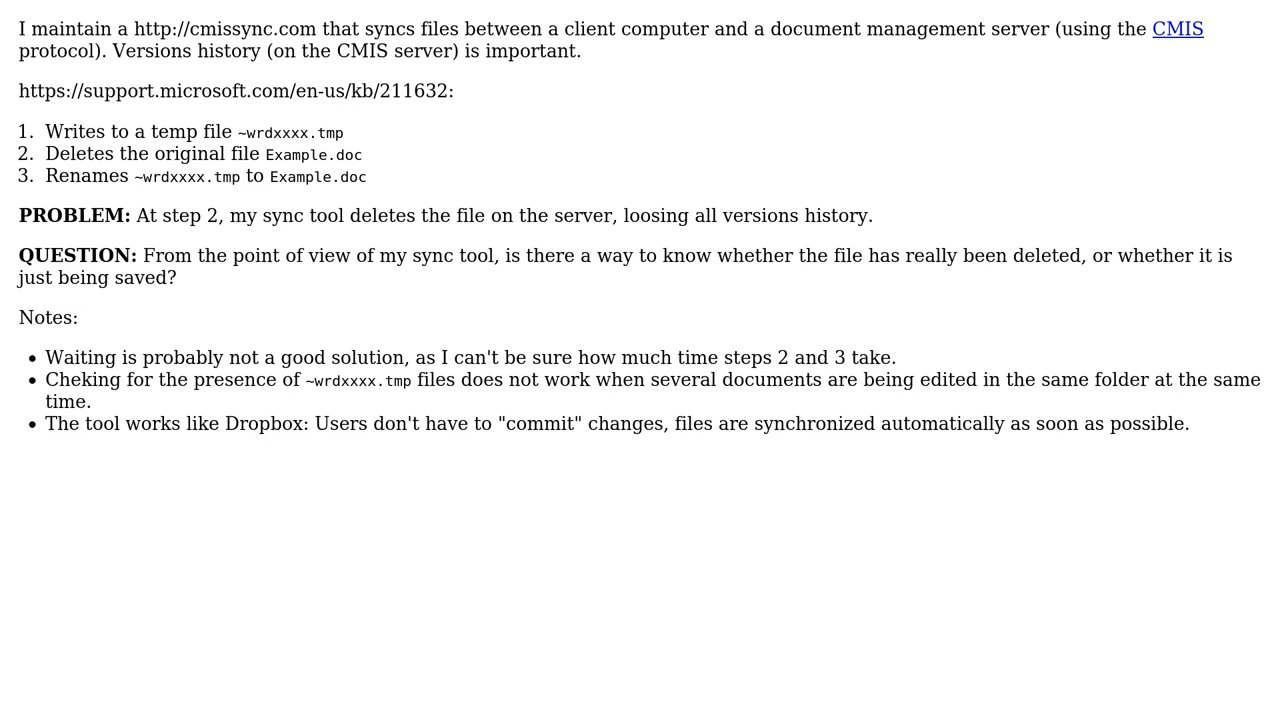 I maintain a http://cmissync.com that syncs files between a client computer and a document management server (using the CMIS
protocol). Versions history (on the CMIS server) is important.
https://support.microsoft.com/en-us/kb/211632:
1. Writes to a temp file ~wrdxxxx.tmp
2. Deletes the original file Example.doc
3. Renames ~wrdxxxx.tmp to Example.doc
PROBLEM: At step 2, my sync tool deletes the file on the server, loosing all versions history.
QUESTION: From the point of view of my sync tool, is there a way to know whether the file has really been deleted, or whether it is
just being saved?
Notes:
• Waiting is probably not a good solution, as I can't be sure how much time steps 2 and 3 take.
• Cheking for the presence of ~wrdxxxx.tmp files does not work when several documents are being edited in the same folder at the same
time.
• The tool works like Dropbox: Users don't have to "commit" changes, files are synchronized automatically as soon as possible.